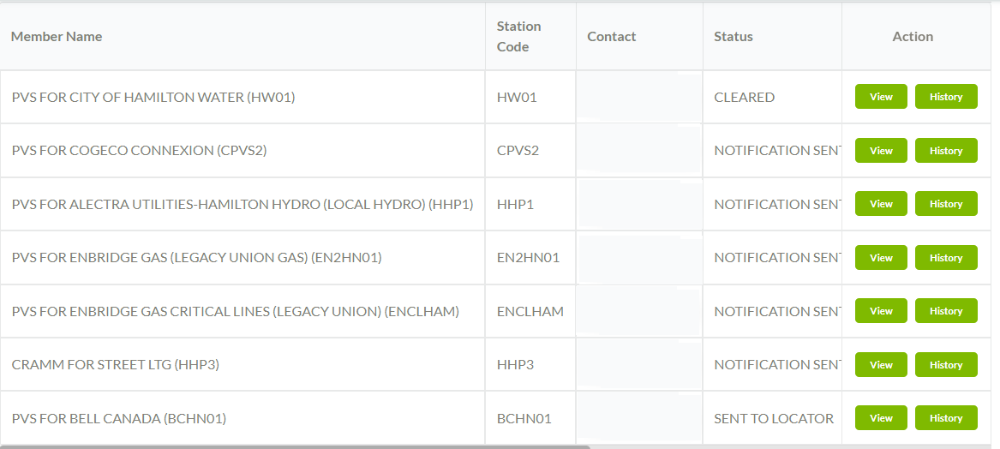 Member Name Station Code Contact Status Action
PVS FOR CITY OF HAMILTON WATER (HW01) HW01 CLEARED View History
PVS FOR COGECO CONNEXION (CPVS2) CPVS2 NOTIFICATION SENT View History
PVS FOR ALECTRA UTILITIES-HAMILTON HYDRO (LOCAL HYDRO) (HHP1) HHP1 NOTIFICATION SENT View History
PVS FOR ENBRIDGE GAS (LEGACY UNION GAS) (EN2HN01) EN2HN01 NOTIFICATION SENT View History
PVS FOR ENBRIDGE GAS CRITICAL LINES (LEGACY UNION) (ENCLHAM) ENCLHAM NOTIFICATION SENT View History
CRAMM FOR STREET LTG (HHP3) HHP3 NOTIFICATION SENT View History
PVS FOR BELL CANADA (BCHN01) BCHN01 SENT TO LOCATOR View History